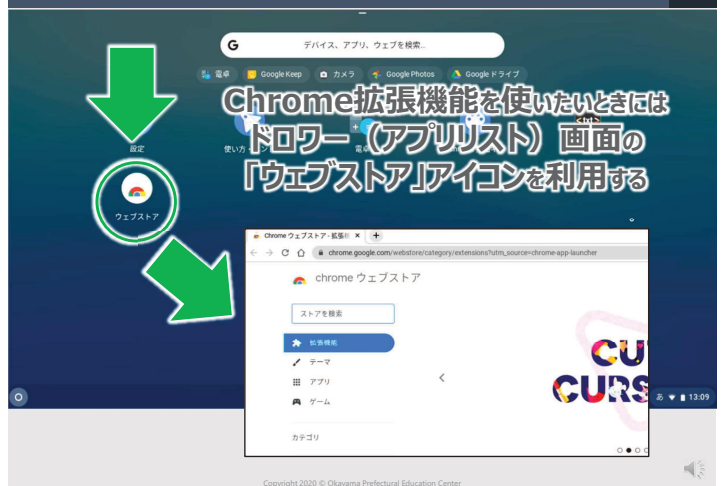 デバイス、アプリ、ウェブを検索...
電卓 Google Keep カメラ Google Photos Google ドライブ
Chrome拡張機能を使いたいときには
ドロワー（アプリリスト）画面の
「ウェブストア」アイコンを利用する
設定
ウェブストア
Chrome ウェブストア - 拡張
chrome.google.com/webstore/category/extensions?utm_source=chrome-app-launcher
chrome ウェブストア
ストアを検索
拡張機能
テーマ
アプリ
ゲーム
カテゴリ
CURS
あ 13:09
Copyright 2020 © Okayama Prefectural Education Center